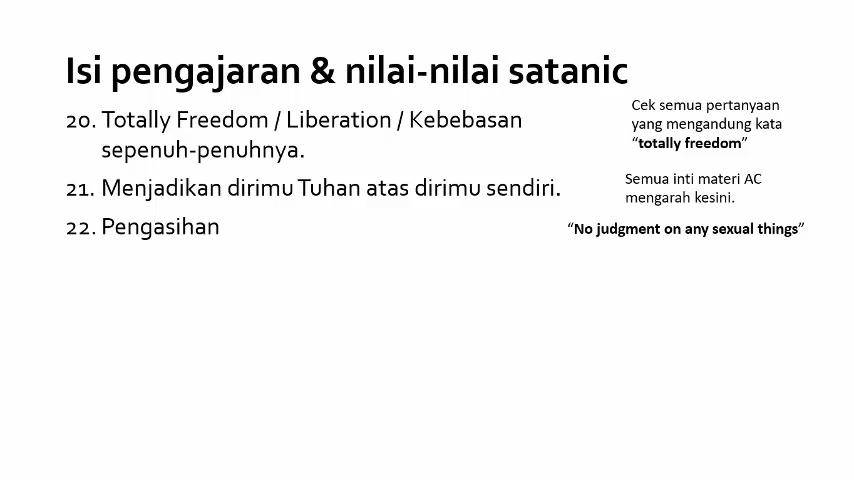 Isi pengajaran & nilai-nilai satanic
20. Totally Freedom / Liberation / Kebebasan
sepenuh-penuhnya.
21. Menjadikan dirimu Tuhan atas dirimu sendiri.
22. Pengasihan
Cek semua pertanyaan
yang mengandung kata
“totally freedom”
Semua inti materi AC
mengarah kesini.
“No judgment on any sexual things”